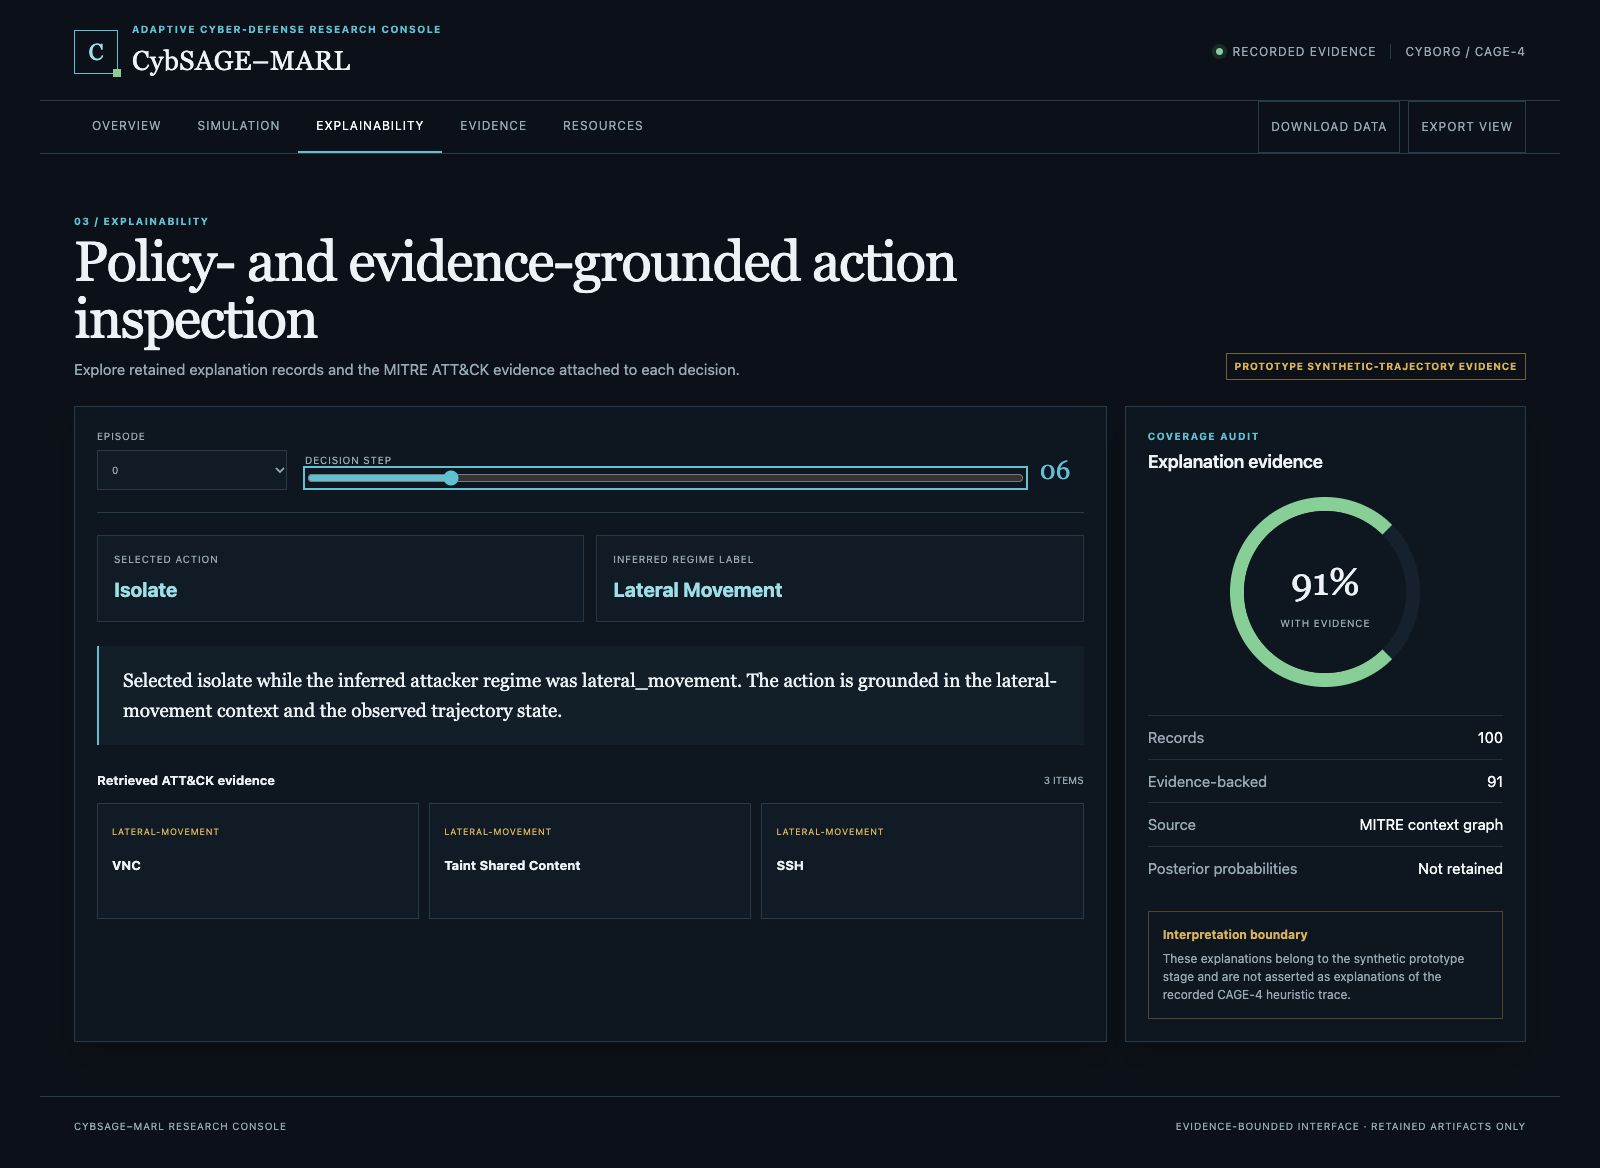 ADAPTIVE CYBER-DEFENSE RESEARCH CONSOLE
C
CybSAGE–MARL
RECORDED EVIDENCE
CYBORG / CAGE-4
OVERVIEW
SIMULATION
EXPLAINABILITY
EVIDENCE
RESOURCES
DOWNLOAD DATA
EXPORT VIEW
03 / EXPLAINABILITY
Policy- and evidence-grounded action
inspection
Explore retained explanation records and the MITRE ATT&CK evidence attached to each decision.
PROTOTYPE SYNTHETIC-TRAJECTORY EVIDENCE
EPISODE
0
DECISION STEP
06
SELECTED ACTION
Isolate
INFERRED REGIME LABEL
Lateral Movement
Selected isolate while the inferred attacker regime was lateral_movement. The action is grounded in the lateral-
movement context and the observed trajectory state.
Retrieved ATT&CK evidence
3 ITEMS
LATERAL-MOVEMENT
VNC
LATERAL-MOVEMENT
Taint Shared Content
LATERAL-MOVEMENT
SSH
COVERAGE AUDIT
Explanation evidence
91%
WITH EVIDENCE
Records 100
Evidence-backed 91
Source MITRE context graph
Posterior probabilities Not retained
Interpretation boundary
These explanations belong to the synthetic prototype
stage and are not asserted as explanations of the
recorded CAGE-4 heuristic trace.
CYBSAGE–MARL RESEARCH CONSOLE
EVIDENCE-BOUNDED INTERFACE · RETAINED ARTIFACTS ONLY